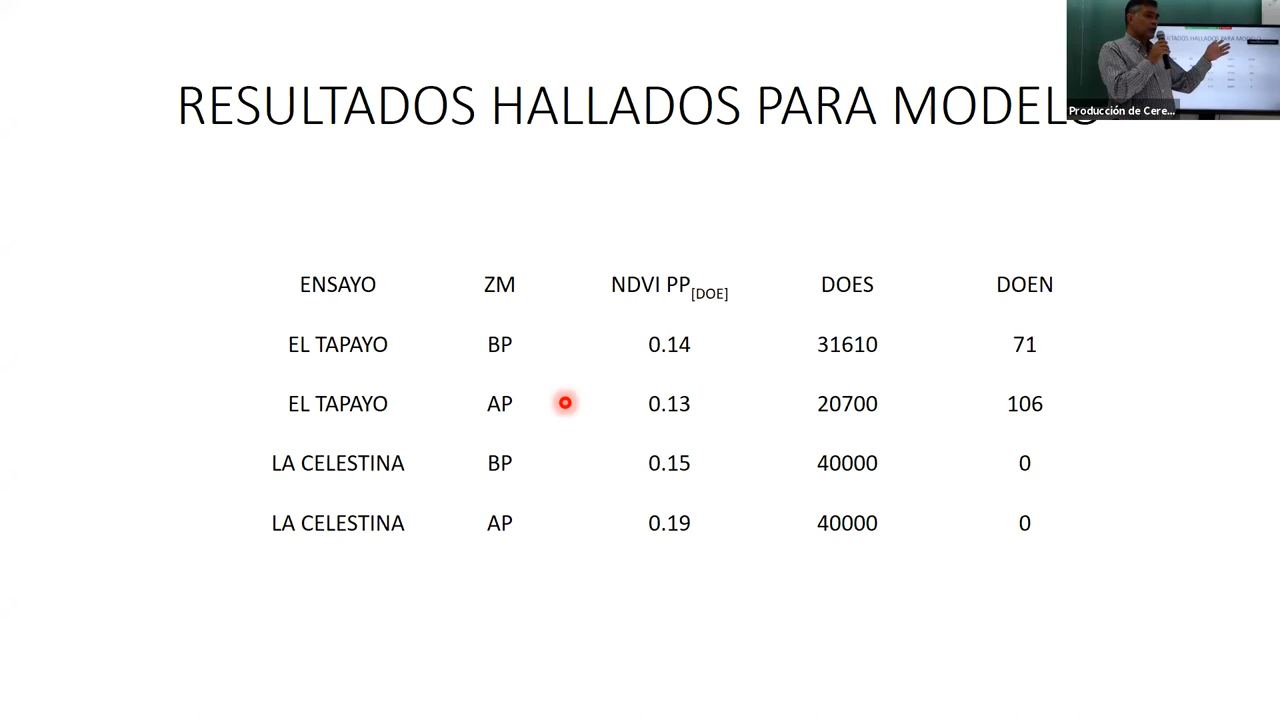 RESULTADOS HALLADOS PARA MODELO
Producción de Cere...
ENSAYO ZM NDVI PP[DOE] DOES DOEN
EL TAPAYO BP 0.14 31610 71
EL TAPAYO AP 0.13 20700 106
LA CELESTINA BP 0.15 40000 0
LA CELESTINA AP 0.19 40000 0